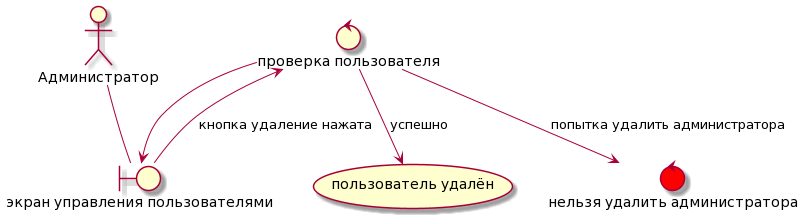 Администратор
проверка пользователя
кнопка удаление нажата
успешно
попытка удалить администратора
экран управления пользователями
пользователь удалён
нельзя удалить администратора